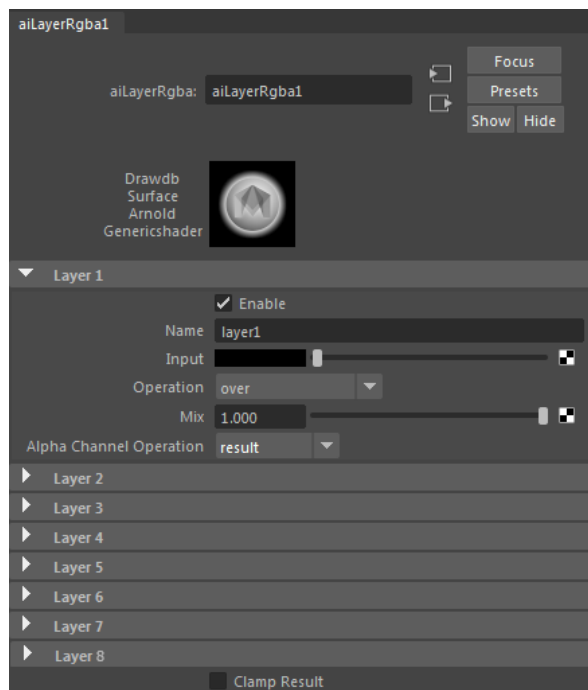 aiLayerRgba1
Focus
aiLayerRgba: aiLayerRgba1
Presets
Show Hide
Drawdb
Surface
Arnold
Genericshader
Layer 1
Enable
Name layer1
Input
Operation over
Mix 1.000
Alpha Channel Operation result
Layer 2
Layer 3
Layer 4
Layer 5
Layer 6
Layer 7
Layer 8
Clamp Result